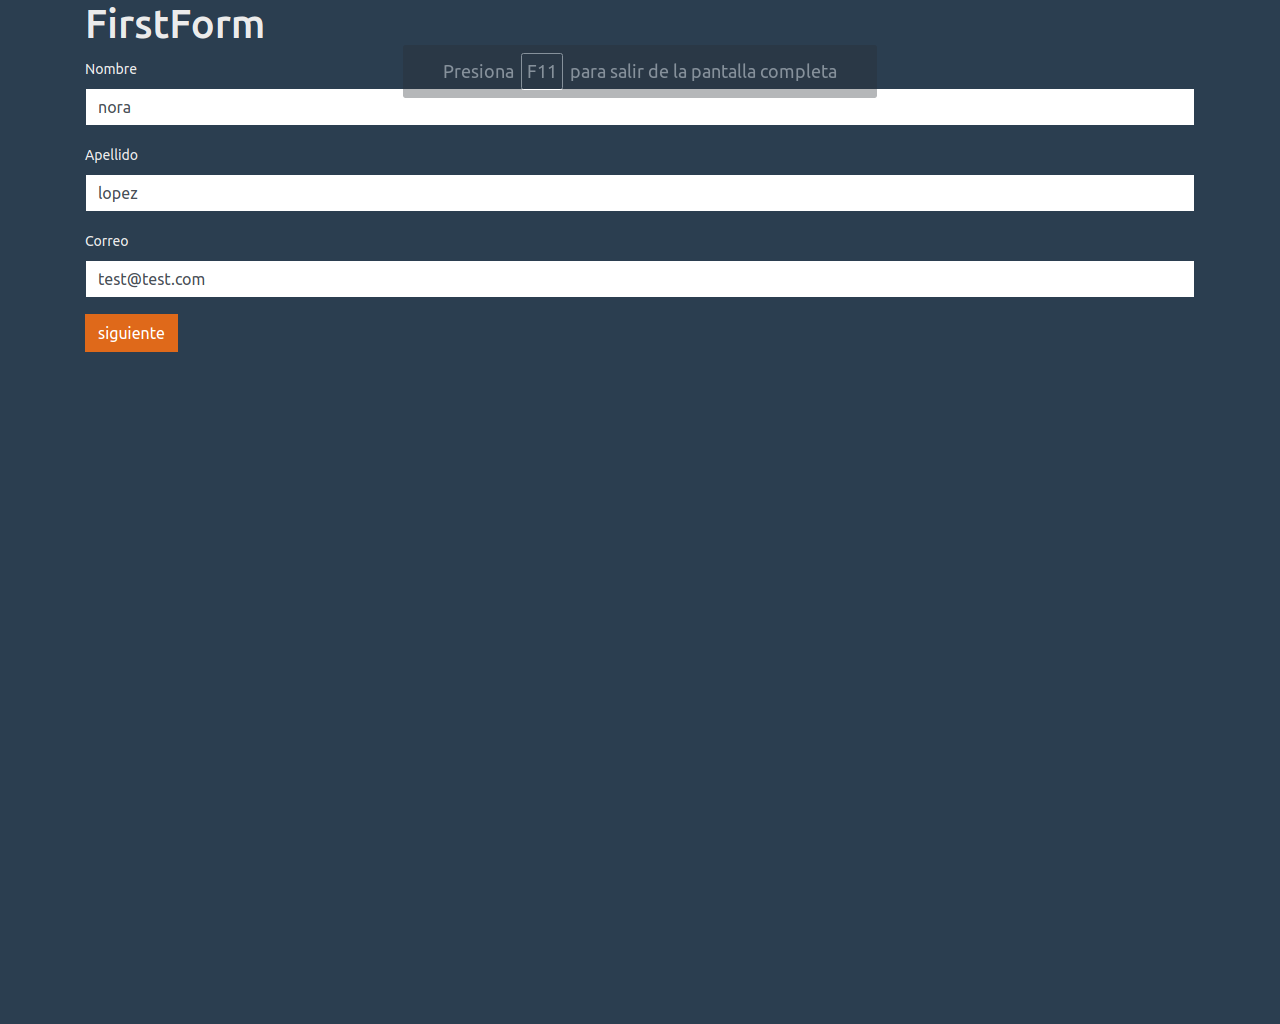 FirstForm
Presiona F11 para salir de la pantalla completa
Nombre
nora
Apellido
lopez
Correo
test@test.com
siguiente